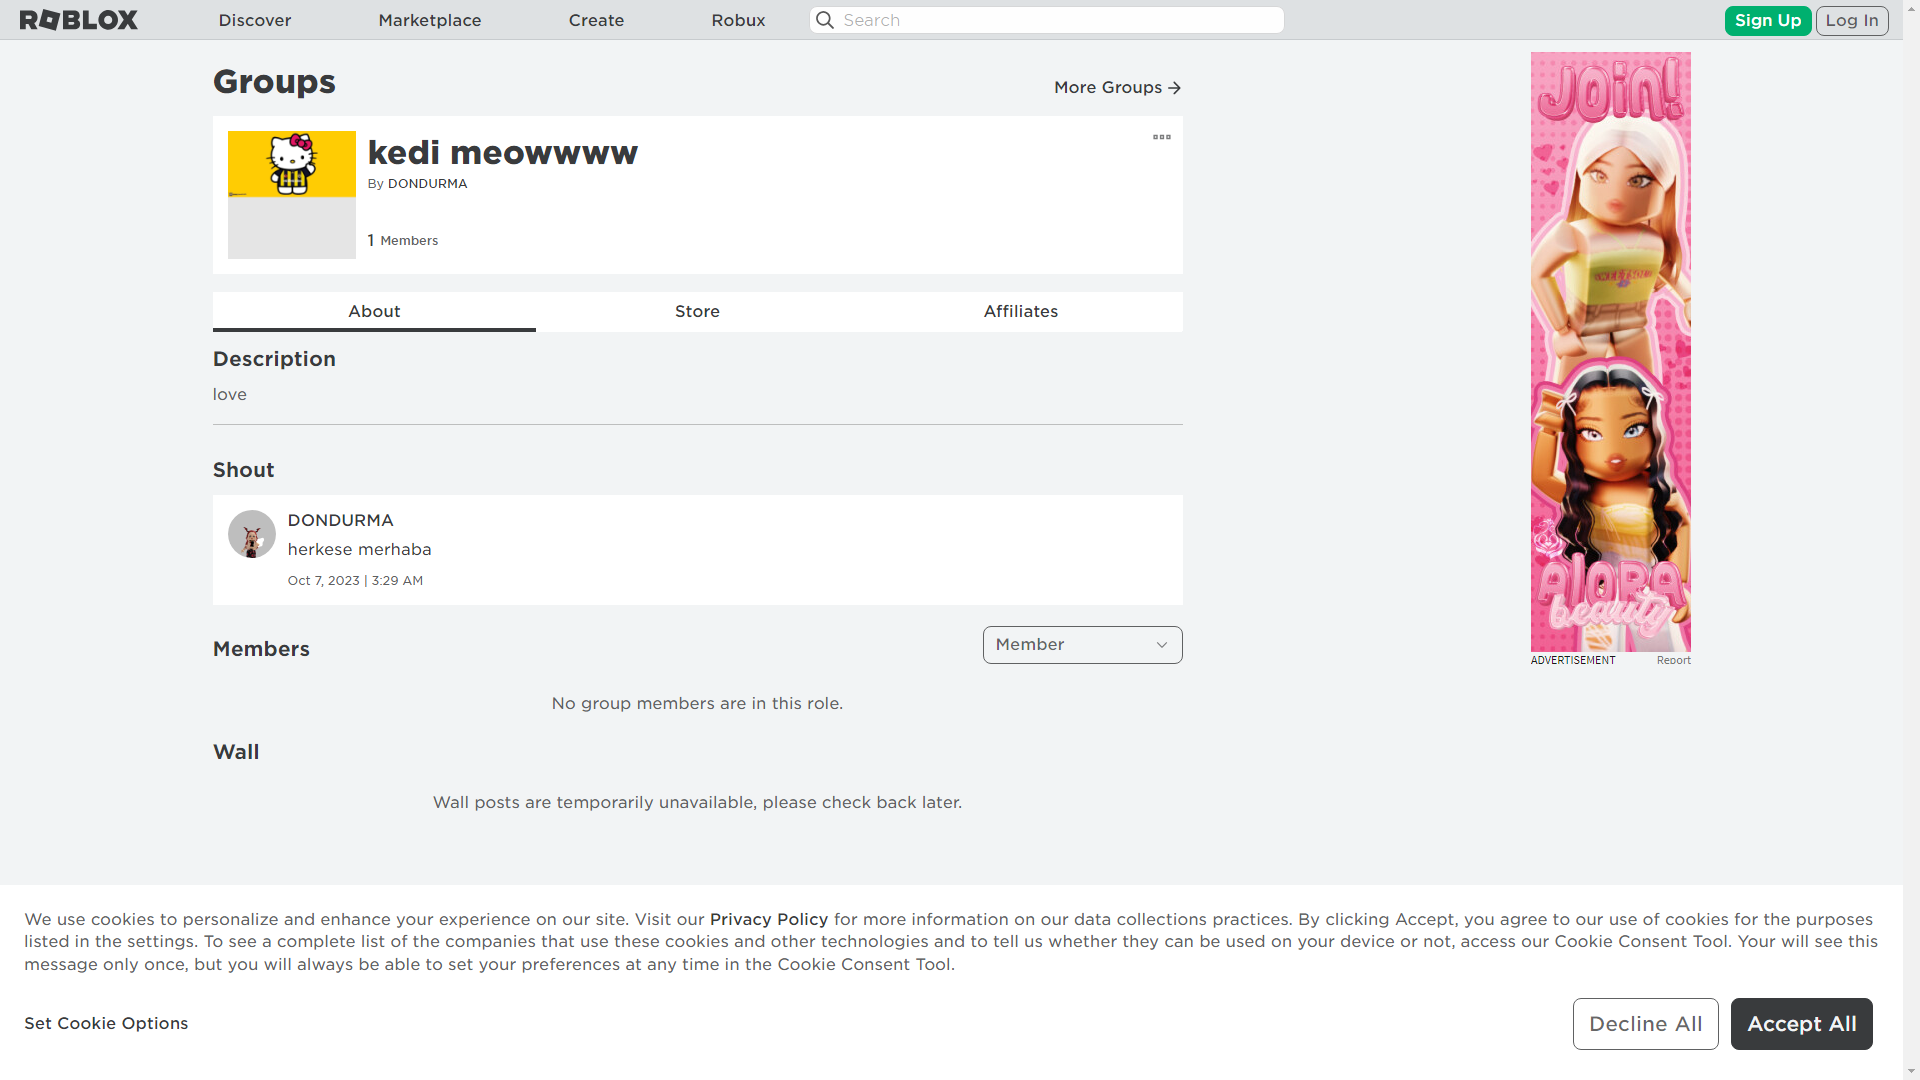 ROBLOX
Discover
Marketplace
Create
Robux
Search
Sign Up
Log In
Groups
More Groups
kedi meowwww
By DONDURMA
1 Members
About
Store
Affiliates
Description
love
Shout
DONDURMA
herkese merhaba
Oct 7, 2023 | 3:29 AM
Members
Member
No group members are in this role.
Wall
Wall posts are temporarily unavailable, please check back later.
Join!
Alora
beauty
ADVERTISEMENT
Report
We use cookies to personalize and enhance your experience on our site. Visit our Privacy Policy for more information on our data collections practices. By clicking Accept, you agree to our use of cookies for the purposes
listed in the settings. To see a complete list of the companies that use these cookies and other technologies and to tell us whether they can be used on your device or not, access our Cookie Consent Tool. Your will see this
message only once, but you will always be able to set your preferences at any time in the Cookie Consent Tool.
Set Cookie Options
Decline All
Accept All